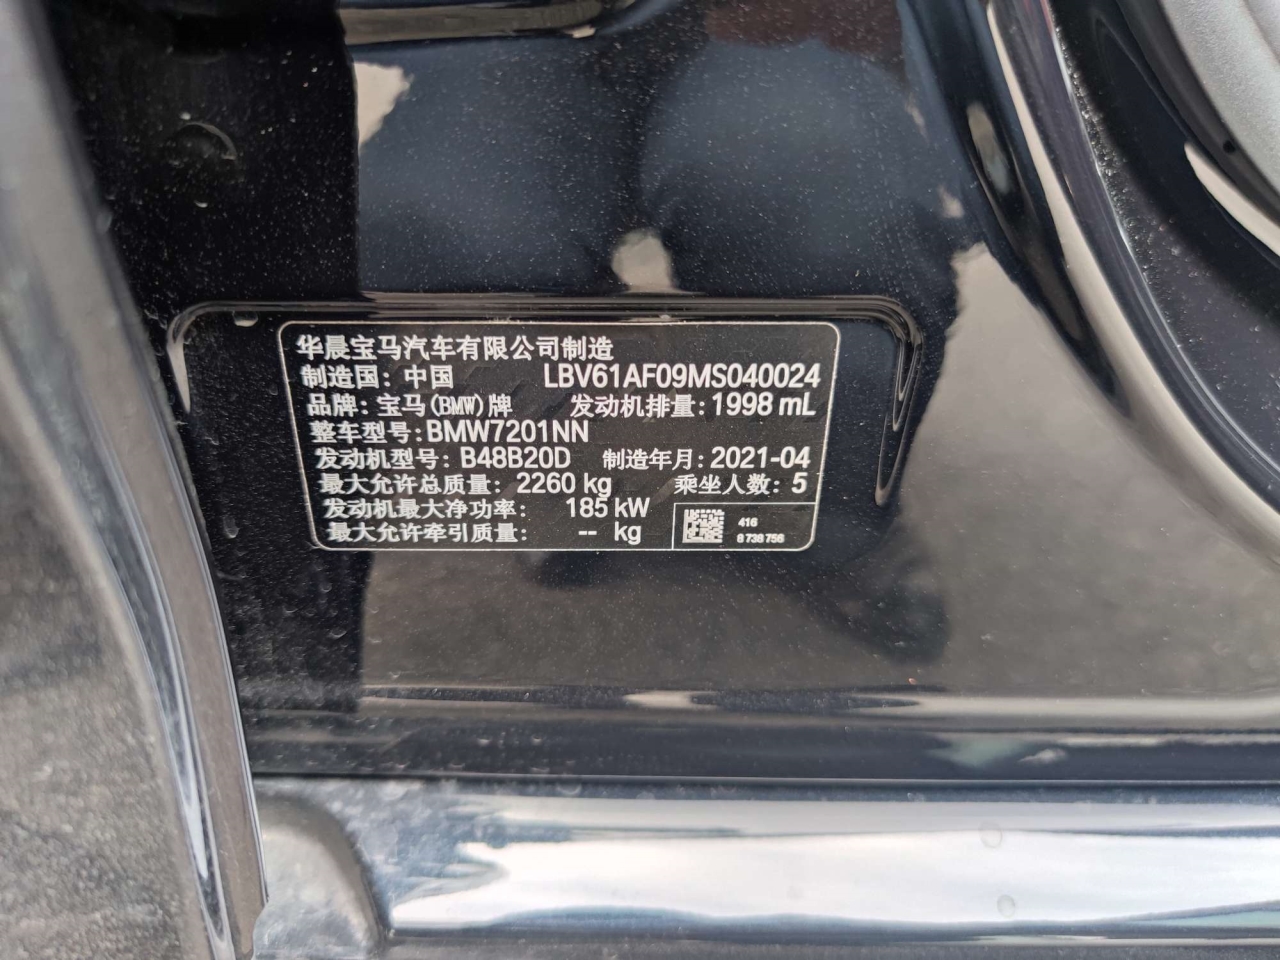 华晨宝马汽车有限公司制造
制造国: 中国 LBV61AF09MS040024
品牌: 宝马(BMW)牌 发动机排量: 1998 mL
整车型号: BMW7201NN
发动机型号: B48B20D 制造年月: 2021-04
最大允许总质量: 2260 kg 乘坐人数: 5
发动机最大净功率: 185 kW
最大允许牵引质量: -- kg
416
8 736 756